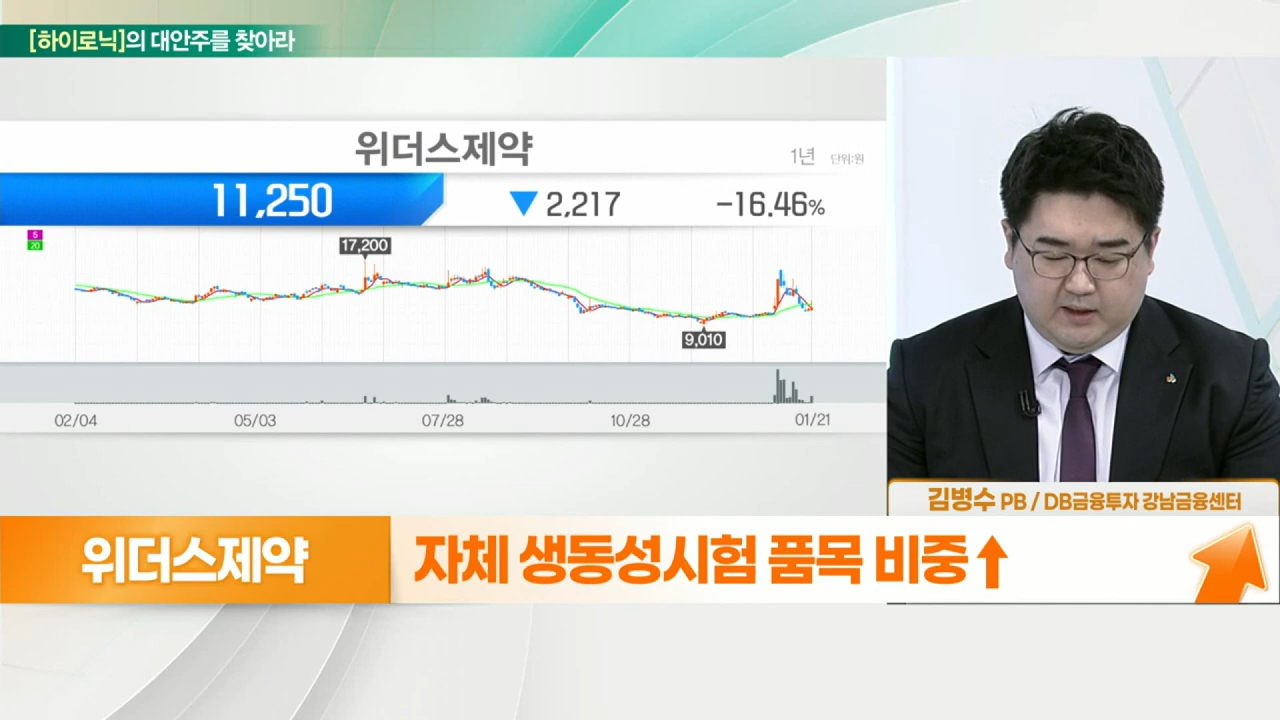 [하이로닉]의 대안주를 찾아라
위더스제약
1년 단위:원
11,250 ▼ 2,217 -16.46%
5
20
17,200
9,010
02/04 05/03 07/28 10/28 01/21
김병수 PB / DB금융투자 강남금융센터
위더스제약 자체 생동성시험 품목 비중↑